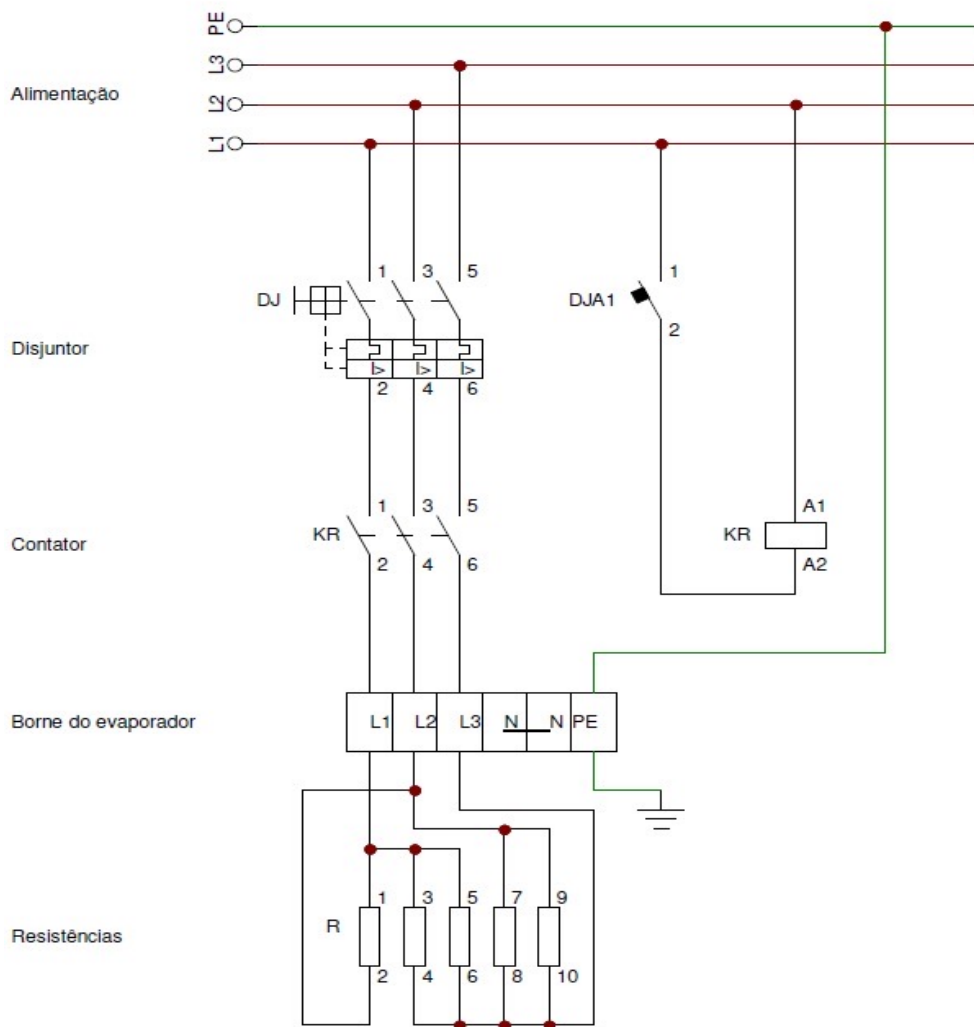 PE
L3
Alimentação
L2
L1
1 3 5 1
DJ DJA1
2
Disjuntor
I> I> I>
2 4 6
1 3 5 A1
KR KR
Contator
2 4 6 A2
Borne do evaporador L1 L2 L3 N N PE
1 3 5 7 9
R
Resistências
2 4 6 8 10